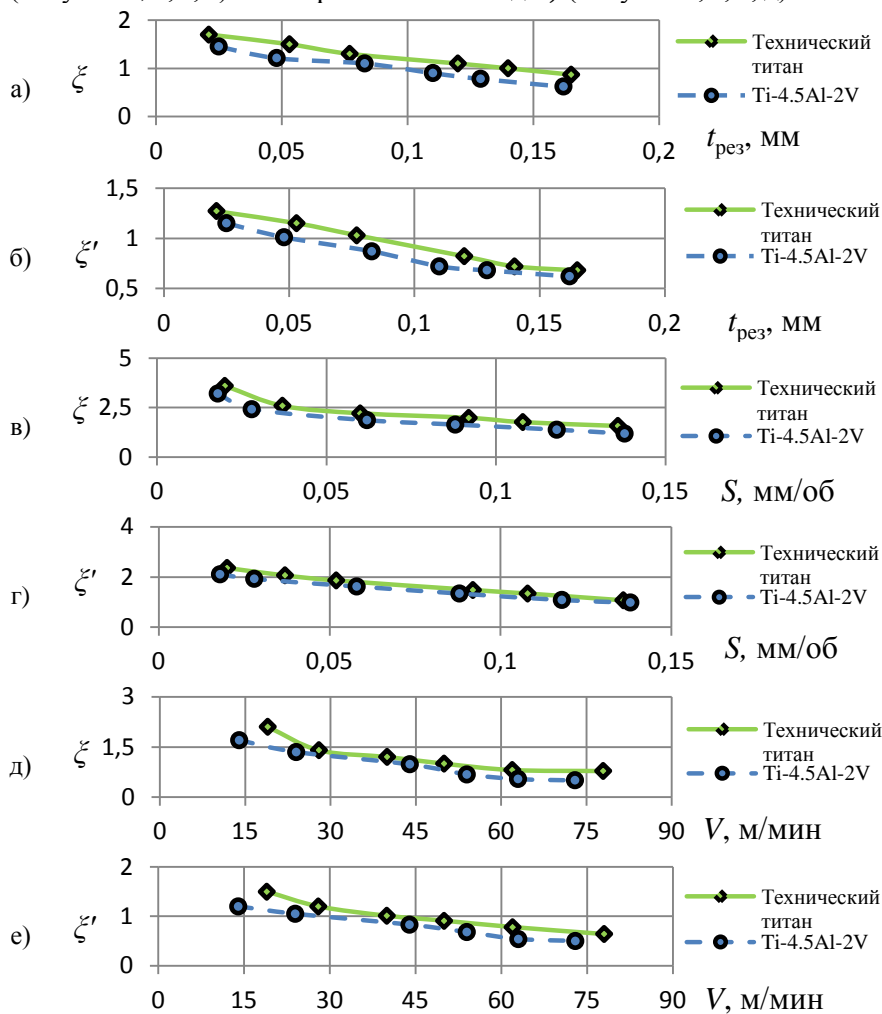 2
Технический
титан
1
Ti-4.5Al-2V
а)
ζ
0
0
0,05
0,1
0,15
0,2
tрез, мм
1,5
Технический
титан
1
Ti-4.5Al-2V
б)
ξ'
0,5
0
0,05
0,1
0,15
0,2
tрез, мм
5
Технический
титан
2,5
Ti-4.5Al-2V
в)
ξ
0
0
0,05
0,1
0,15
S, мм/об
4
Технический
титан
2
Ti-4.5Al-2V
г)
ξ'
0
0
0,05
0,1
0,15
S, мм/об
3
Технический
титан
1,5
Ti-4.5Al-2V
д)
ξ
0
0 15 30 45 60 75 90
V, м/мин
2
Технический
титан
1
Ti-4.5Al-2V
е)
ξ'
0
0 15 30 45 60 75 90
V, м/мин